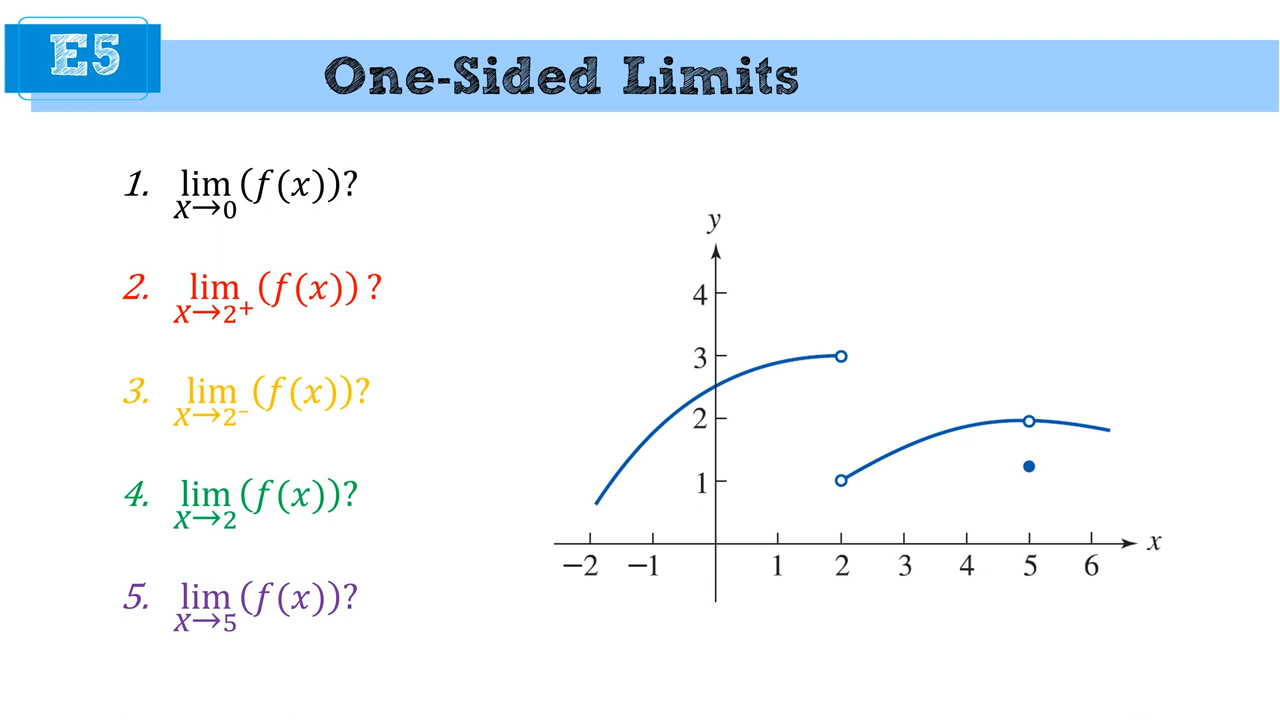 E5
One-Sided Limits
1. lim_{X→0}(f(x))?
2. lim_{X→2⁺}(f(x))?
3. lim_{X→2⁻}(f(x))?
4. lim_{X→2}(f(x))?
5. lim_{X→5}(f(x))?
y
4
3
2
1
−2 −1 1 2 3 4 5 6 x